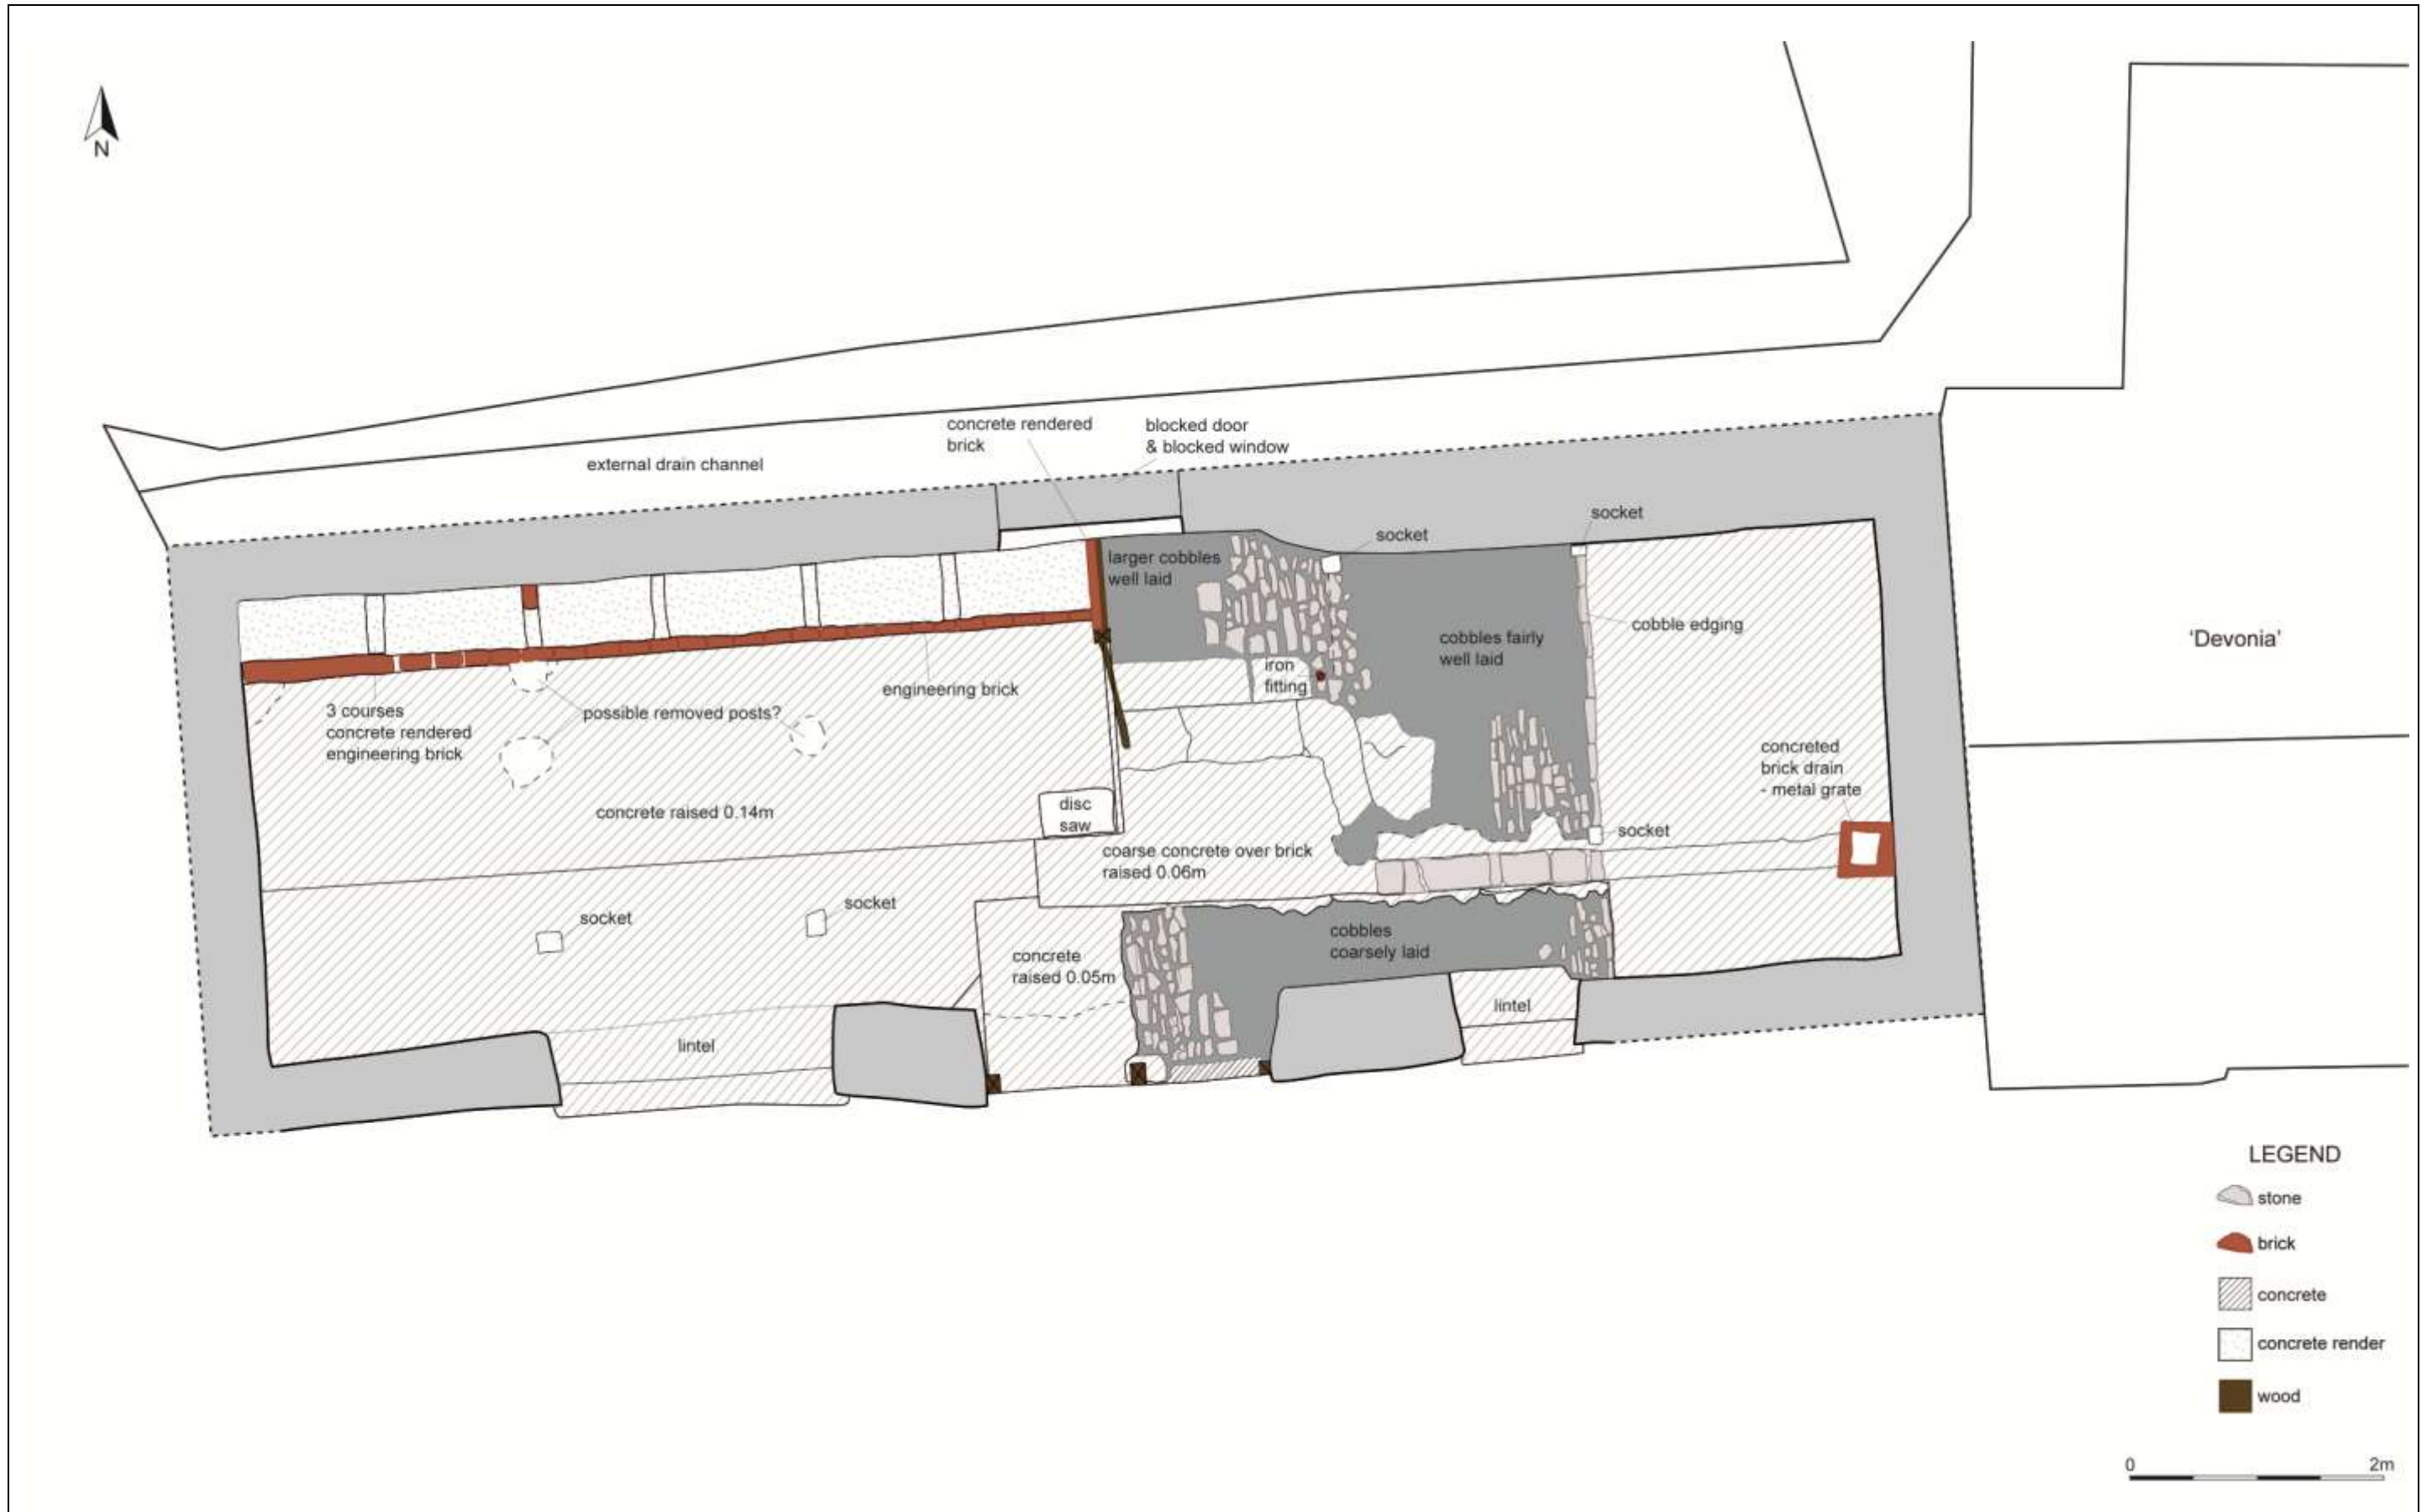 N
concrete rendered
brick
blocked door
& blocked window
external drain channel
socket
socket
larger cobbles
well laid
cobble edging
cobbles fairly
well laid
'Devonia'
iron
fitting
engineering brick
3 courses
concrete rendered
engineering brick
possible removed posts?
concreted
brick drain
- metal grate
concrete raised 0.14m
disc
saw
socket
coarse concrete over brick
raised 0.06m
socket
socket
cobbles
coarsely laid
concrete
raised 0.05m
lintel
lintel
LEGEND
stone
brick
concrete
concrete render
wood
0
2m